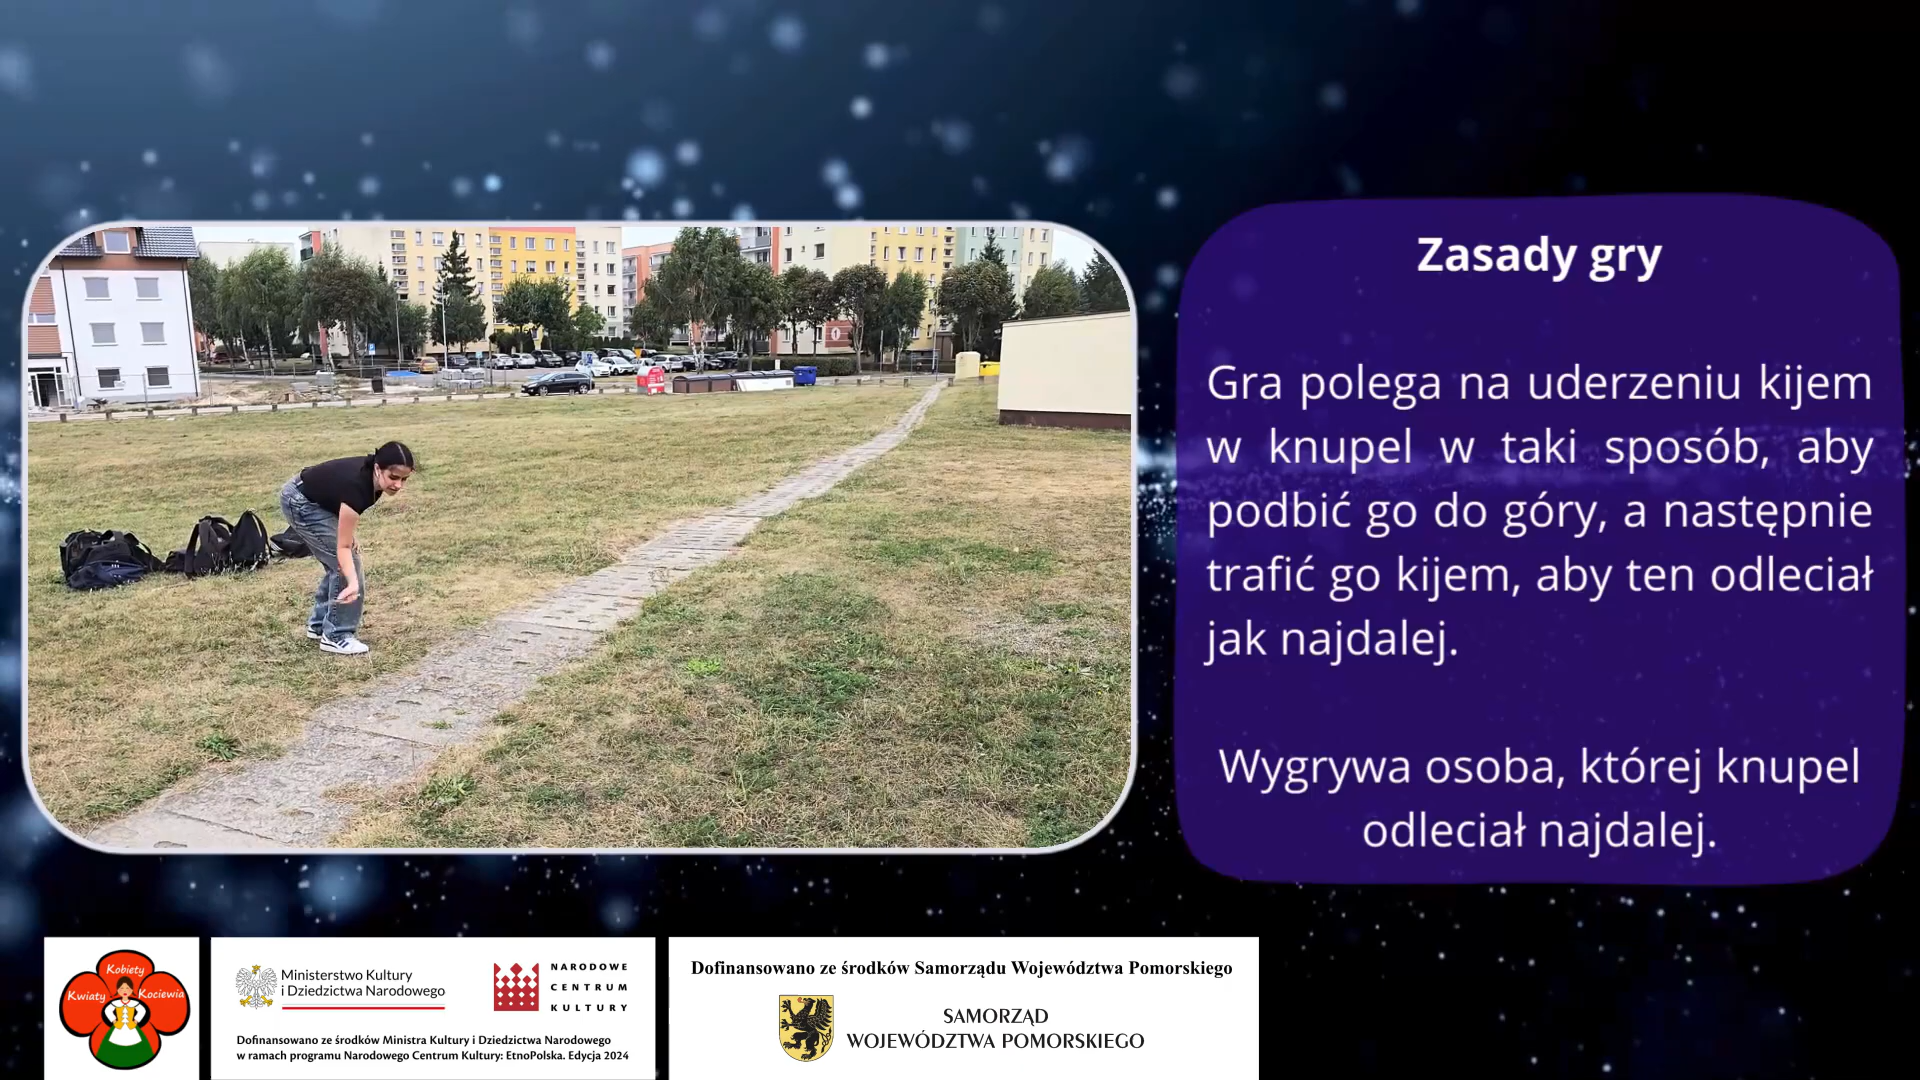 Zasady gry
Gra polega na uderzeniu kijem
w knupel w taki sposób, aby
podbić go do góry, a następnie
trafić go kijem, aby ten odleciał
jak najdalej.
Wygrywa osoba, której knupel
odleciał najdalej.
Kobiety
Kwiaty
Kociewia
Ministerstwo Kultury
i Dziedzictwa Narodowego
NARODOWE
CENTRUM
KULTURY
Dofinansowano ze środków Ministra Kultury i Dziedzictwa Narodowego
w ramach programu Narodowego Centrum Kultury: EtnoPolska. Edycja 2024
Dofinansowano ze środków Samorządu Województwa Pomorskiego
SAMORZĄD
WOJEWÓDZTWA POMORSKIEGO